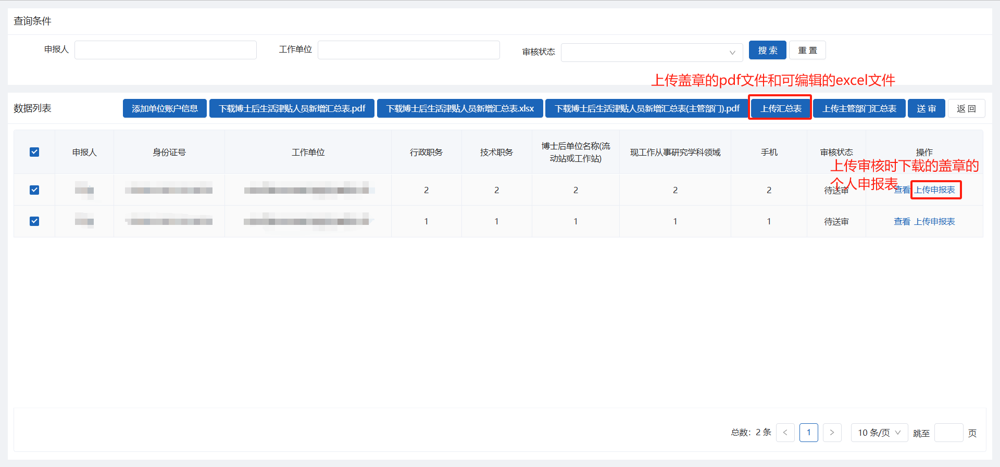 查询条件
申报人 工作单位 审核状态 搜 索 重 置
上传盖章的pdf文件和可编辑的excel文件
数据列表 添加单位账户信息 下载博士后生活津贴人员新增汇总表.pdf 下载博士后生活津贴人员新增汇总表.xlsx 下载博士后生活津贴人员新增汇总表(主管部门).pdf 上传汇总表 上传主管部门汇总表 送 审 返 回
申报人 身份证号 工作单位 行政职务 技术职务 博士后单位名称(流
动站或工作站) 现工作从事研究学科领域 手机 审核状态 操作
上传审核时下载的盖章的
个人申报表
2 2 2 2 2 待送审 查看 上传申报表
1 1 1 1 1 待送审 查看 上传申报表
总数：2 条 < 1 > 10 条/页 跳至 页